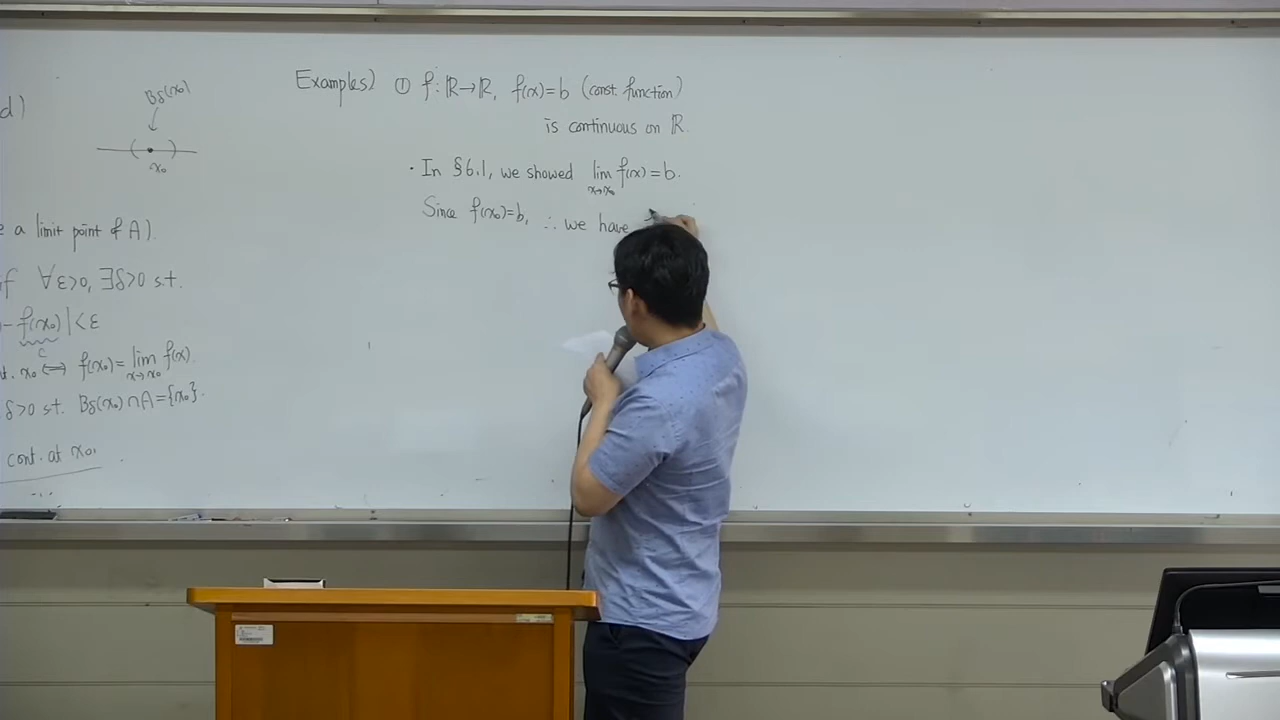 d)
Bδ(x₀)
x₀
a limit point of A).
∀ε>0, ∃δ>0 s.t.
- f(x₀)|<ε
c
x₀ ⟺ f(x₀)=lim f(x).
x→x₀
δ>0 st. Bδ(x₀)∩A={x₀}.
cont. at x₀.
Examples) ① f:ℝ→ℝ, f(x)=b (const. function)
is continuous on ℝ.
· In §6.1, we showed lim f(x)=b.
x→x₀
Since f(x₀)=b, ∴ we have